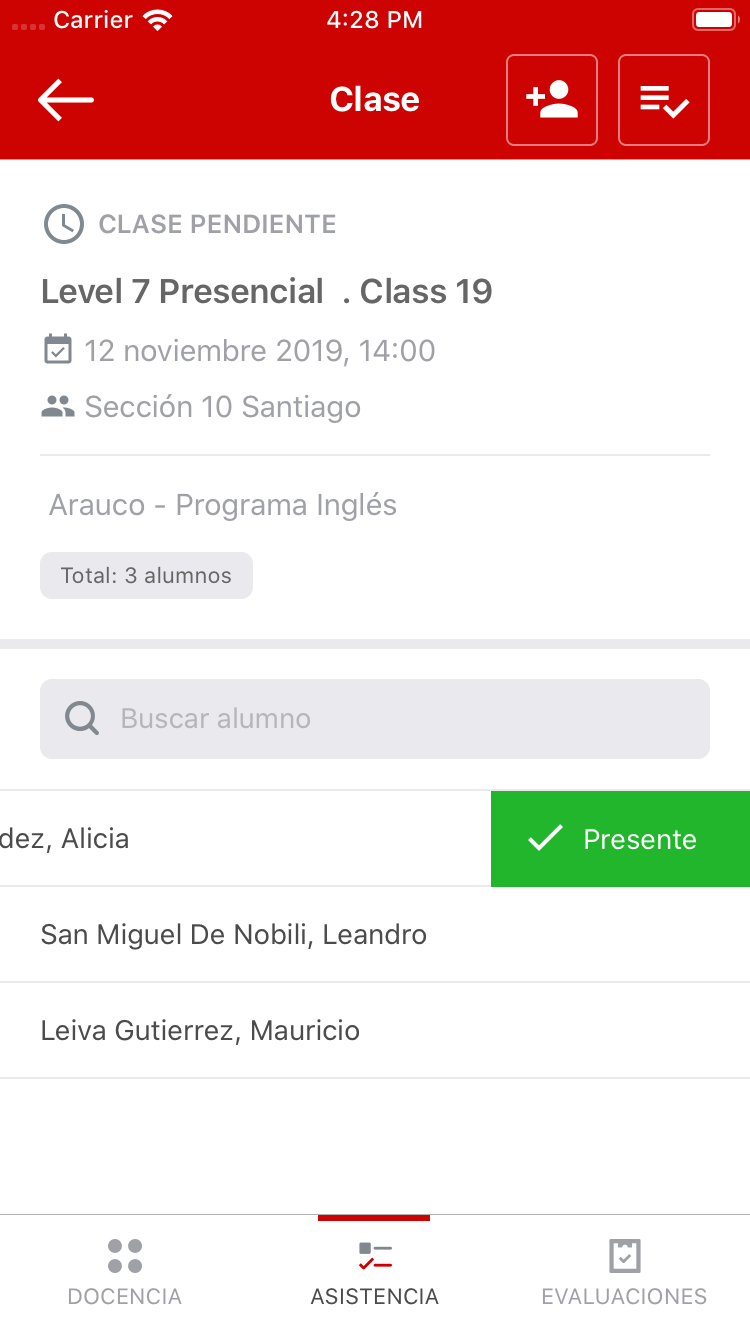 Carrier 4:28 PM
Clase
CLASE PENDIENTE
Level 7 Presencial . Class 19
12 noviembre 2019, 14:00
Sección 10 Santiago
Arauco - Programa Inglés
Total: 3 alumnos
Buscar alumno
dez, Alicia Presente
San Miguel De Nobili, Leandro
Leiva Gutierrez, Mauricio
DOCENCIA ASISTENCIA EVALUACIONES